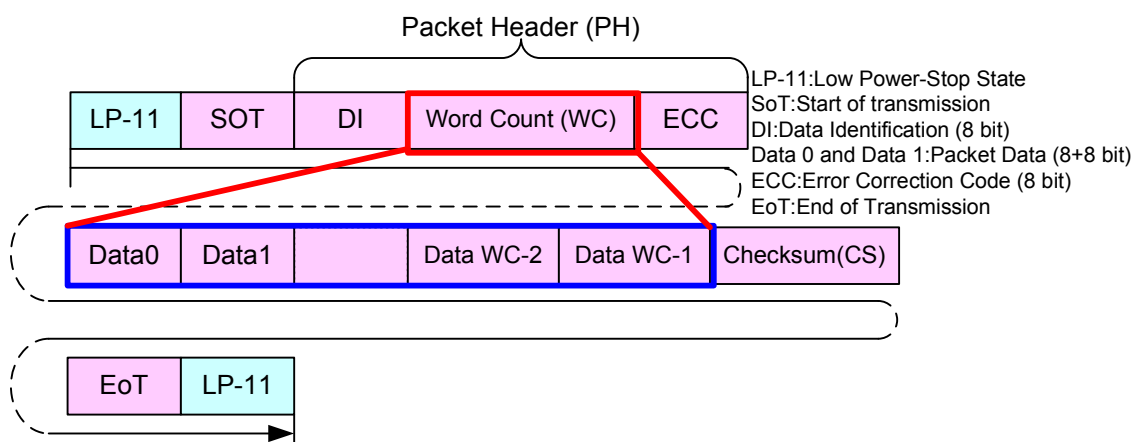 Packet Header (PH)
LP-11 SOT DI Word Count (WC) ECC
LP-11:Low Power-Stop State
SoT:Start of transmission
DI:Data Identification (8 bit)
Data 0 and Data 1:Packet Data (8+8 bit)
ECC:Error Correction Code (8 bit)
EoT:End of Transmission
Data0 Data1 Data WC-2 Data WC-1 Checksum(CS)
EoT LP-11